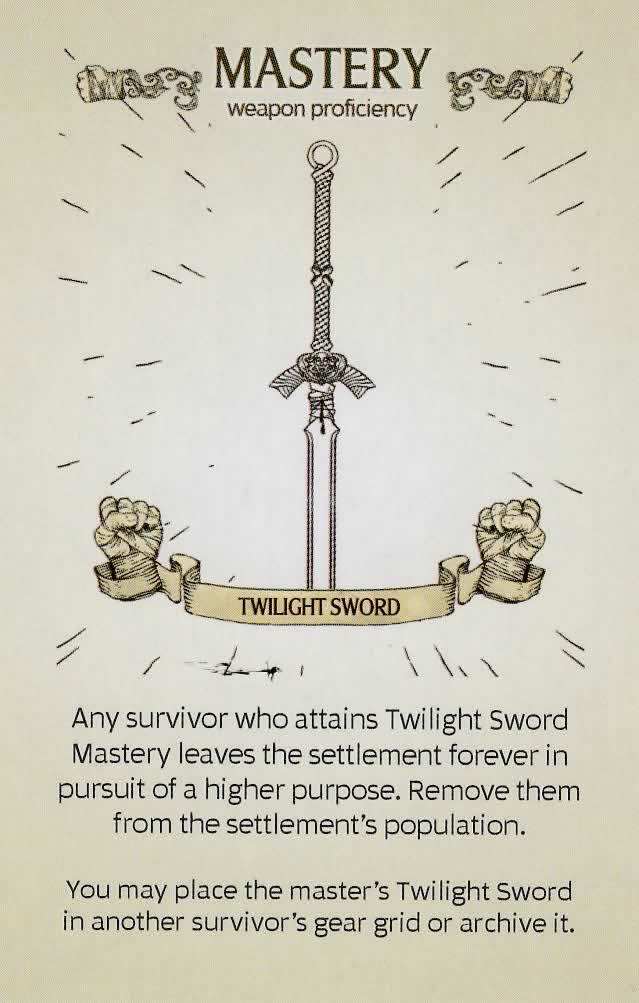 MASTERY
weapon proficiency
TWILIGHT SWORD
Any survivor who attains Twilight Sword
Mastery leaves the settlement forever in
pursuit of a higher purpose. Remove them
from the settlement's population.
You may place the master's Twilight Sword
in another survivor's gear grid or archive it.